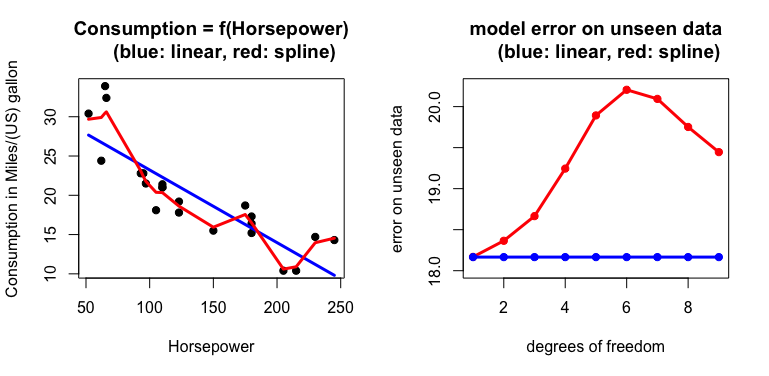 Consumption = f(Horsepower)
(blue: linear, red: spline)
Consumption in Miles/(US) gallon
30
25
20
15
10
50 100 150 200 250
Horsepower
model error on unseen data
(blue: linear, red: spline)
error on unseen data
20.0
19.0
18.0
2 4 6 8
degrees of freedom